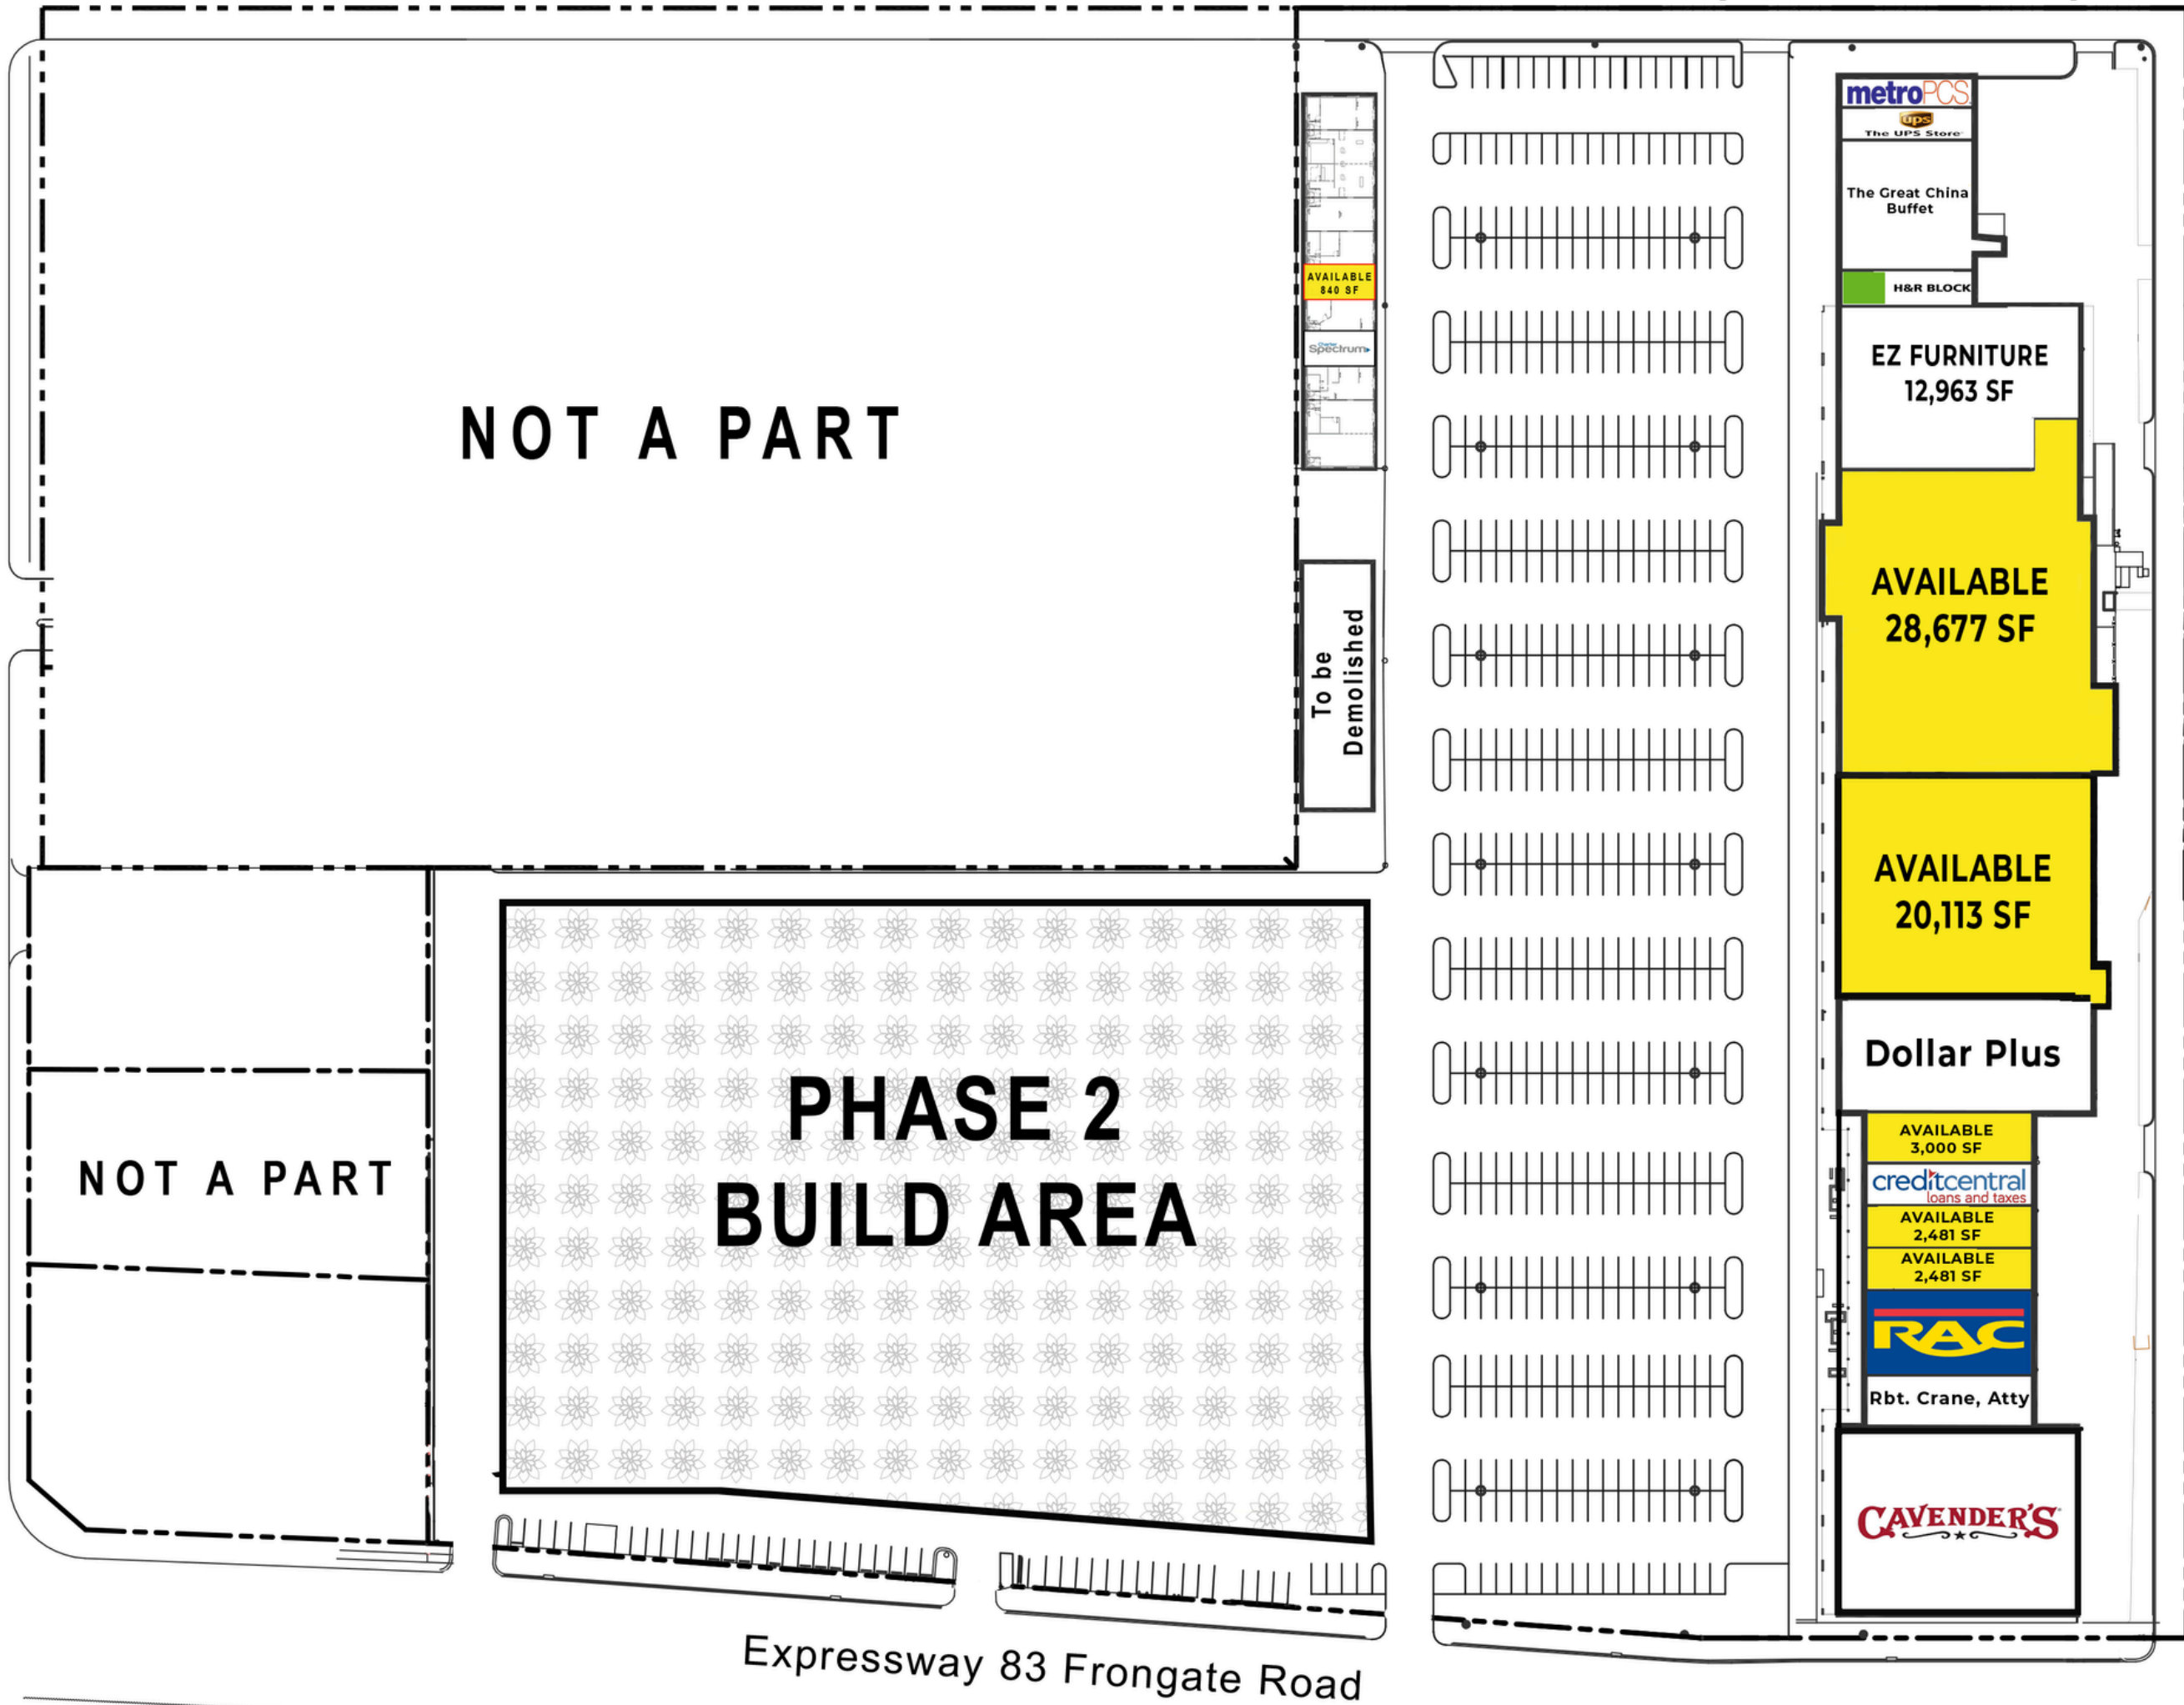 metroPCS
ups
The UPS Store
The Great China
Buffet
H&R BLOCK
AVAILABLE
840 SF
Charter
Spectrum
EZ FURNITURE
12,963 SF
NOT A PART
AVAILABLE
28,677 SF
To be
Demolished
AVAILABLE
20,113 SF
Dollar Plus
PHASE 2
BUILD AREA
NOT A PART
AVAILABLE
3,000 SF
creditcentral
loans and taxes
AVAILABLE
2,481 SF
AVAILABLE
2,481 SF
RAC
Rbt. Crane, Atty
CAVENDER'S
Expressway 83 Frongate Road